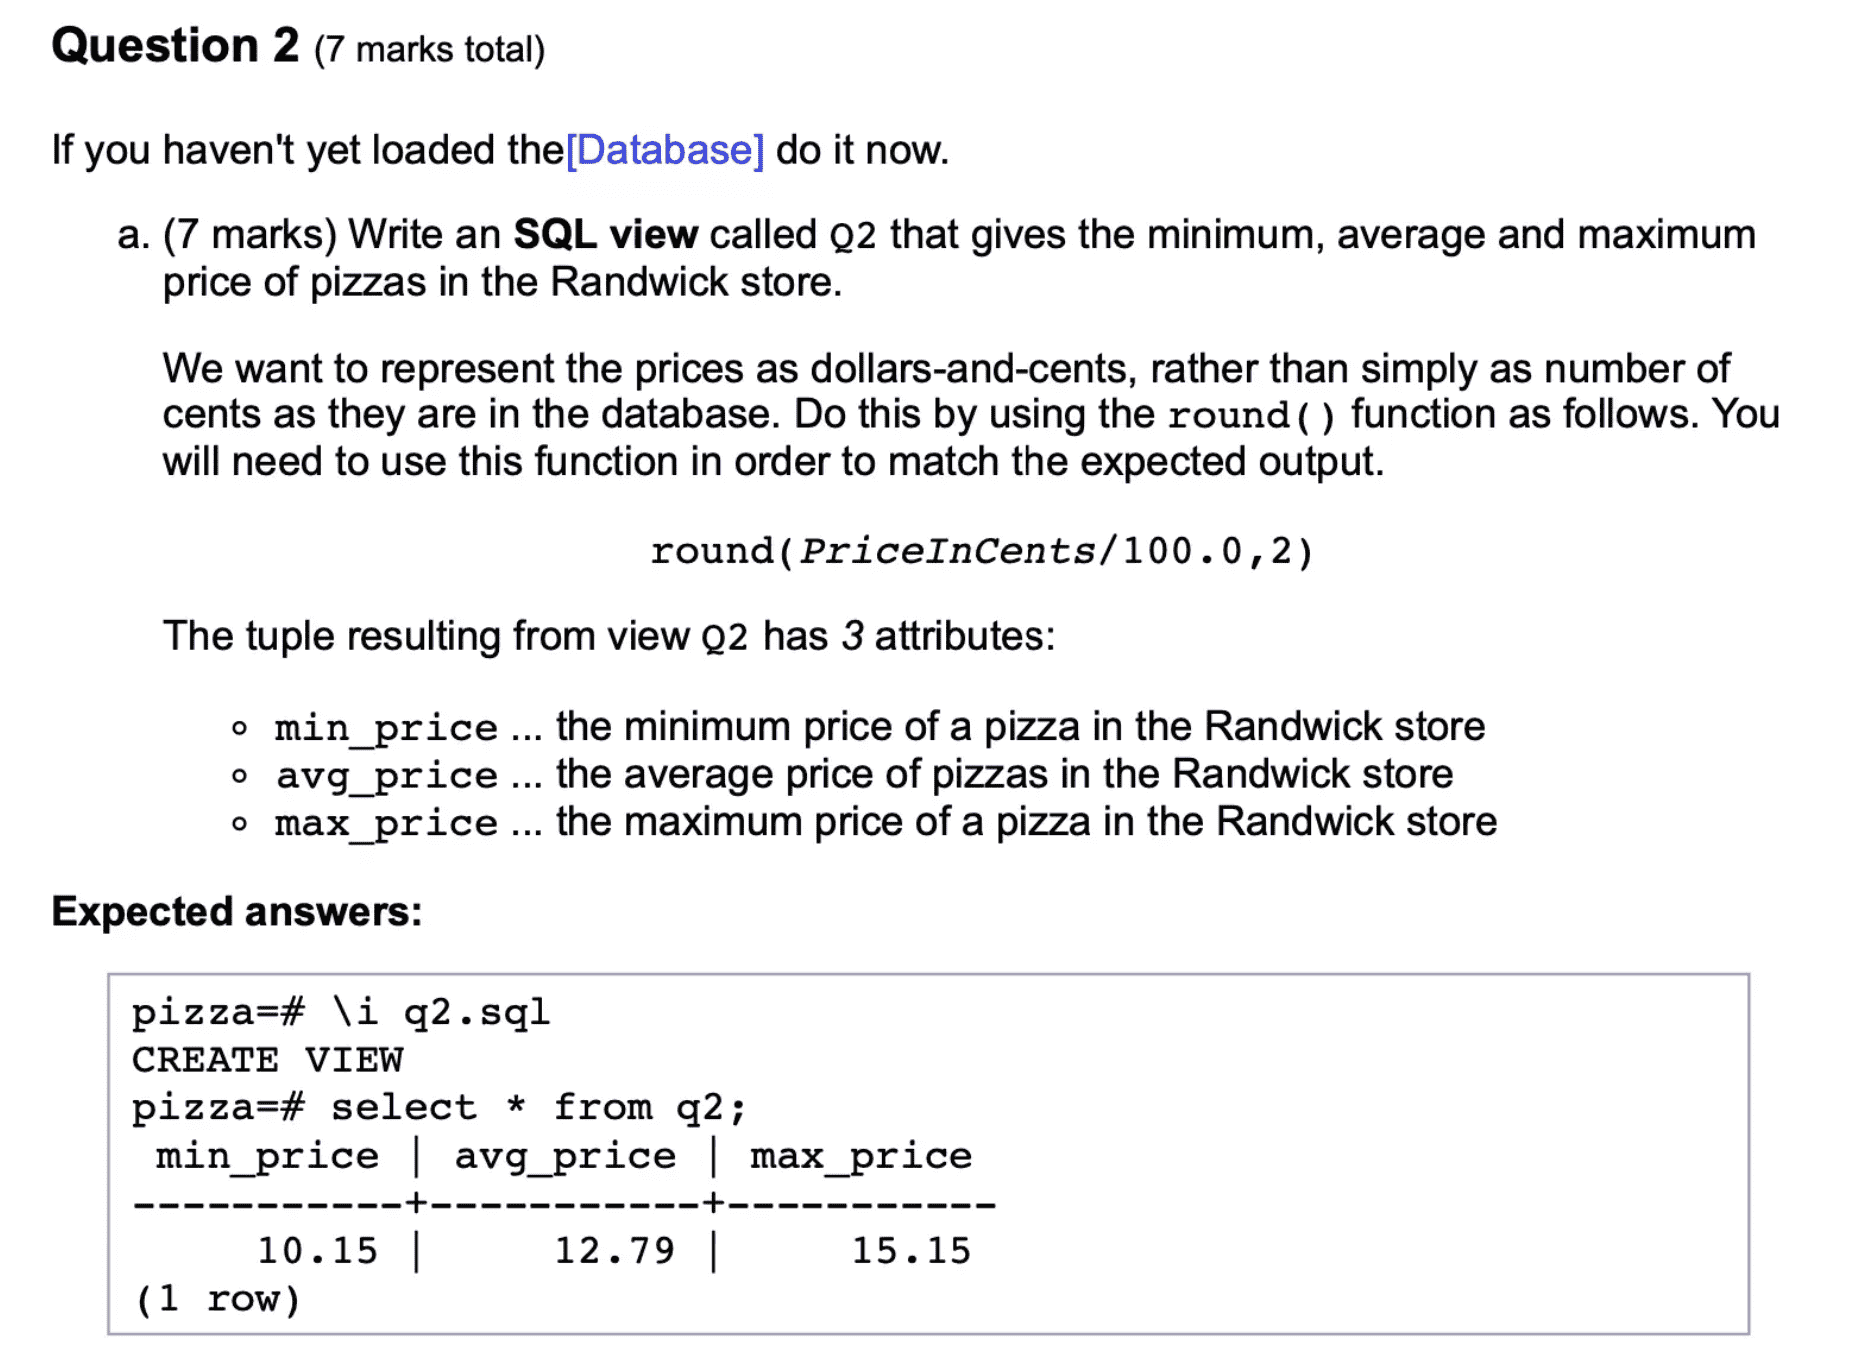 Question 2 (7 marks total)
If you haven't yet loaded the[Database] do it now.
a. (7 marks) Write an SQL view called Q2 that gives the minimum, average and maximum
price of pizzas in the Randwick store.
We want to represent the prices as dollars-and-cents, rather than simply as number of
cents as they are in the database. Do this by using the round() function as follows. You
will need to use this function in order to match the expected output.
round(PriceInCents/100.0,2)
The tuple resulting from view Q2 has 3 attributes:
∘ min_price ... the minimum price of a pizza in the Randwick store
∘ avg_price ... the average price of pizzas in the Randwick store
∘ max_price ... the maximum price of a pizza in the Randwick store
Expected answers:
pizza=# \i q2.sql
CREATE VIEW
pizza=# select * from q2;
 min_price | avg_price | max_price
-----------+-----------+-----------
     10.15 |     12.79 |     15.15
(1 row)